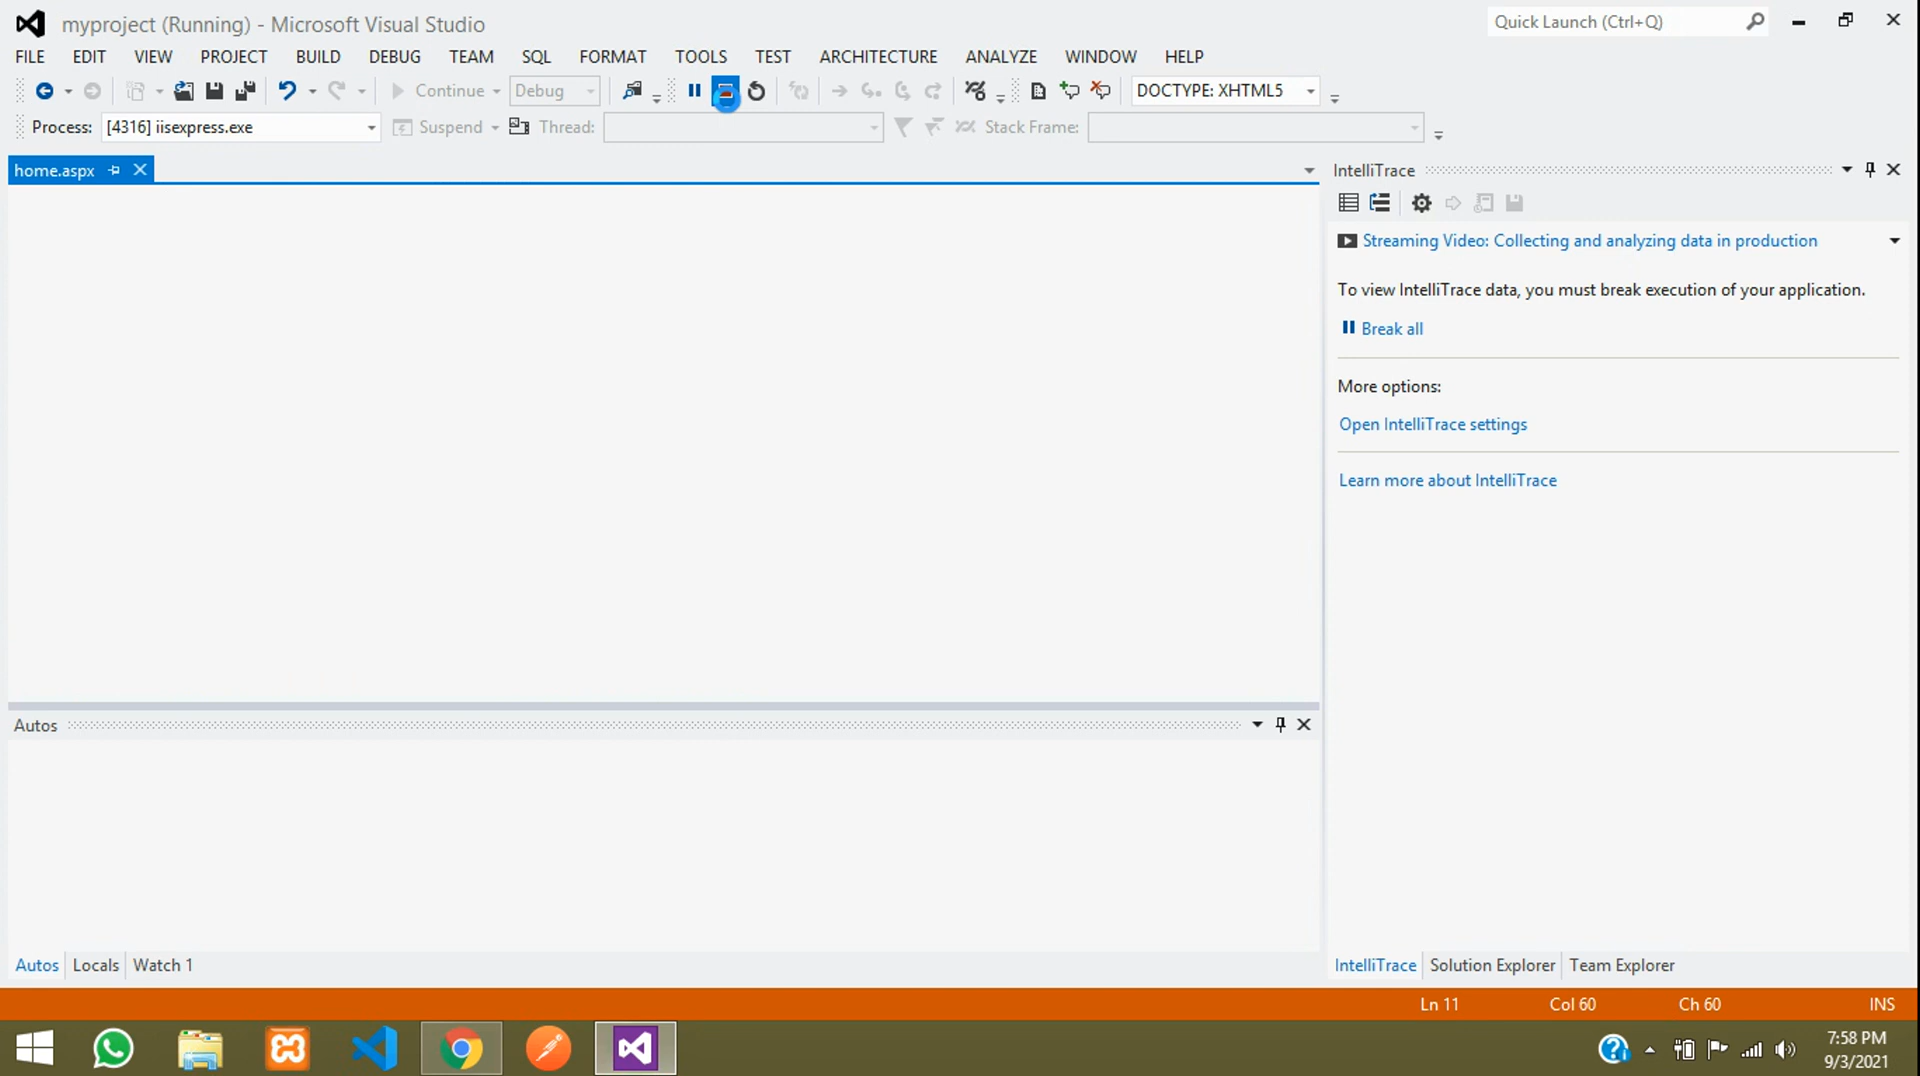 myproject (Running) - Microsoft Visual Studio
Quick Launch (Ctrl+Q)
FILE EDIT VIEW PROJECT BUILD DEBUG TEAM SQL FORMAT TOOLS TEST ARCHITECTURE ANALYZE WINDOW HELP
Continue Debug DOCTYPE: XHTML5
Process: [4316] iisexpress.exe Suspend Thread: Stack Frame:
home.aspx
IntelliTrace
Streaming Video: Collecting and analyzing data in production
To view IntelliTrace data, you must break execution of your application.
Break all
More options:
Open IntelliTrace settings
Learn more about IntelliTrace
Autos
Autos Locals Watch 1
IntelliTrace Solution Explorer Team Explorer
Ln 11 Col 60 Ch 60 INS
7:58 PM
9/3/2021